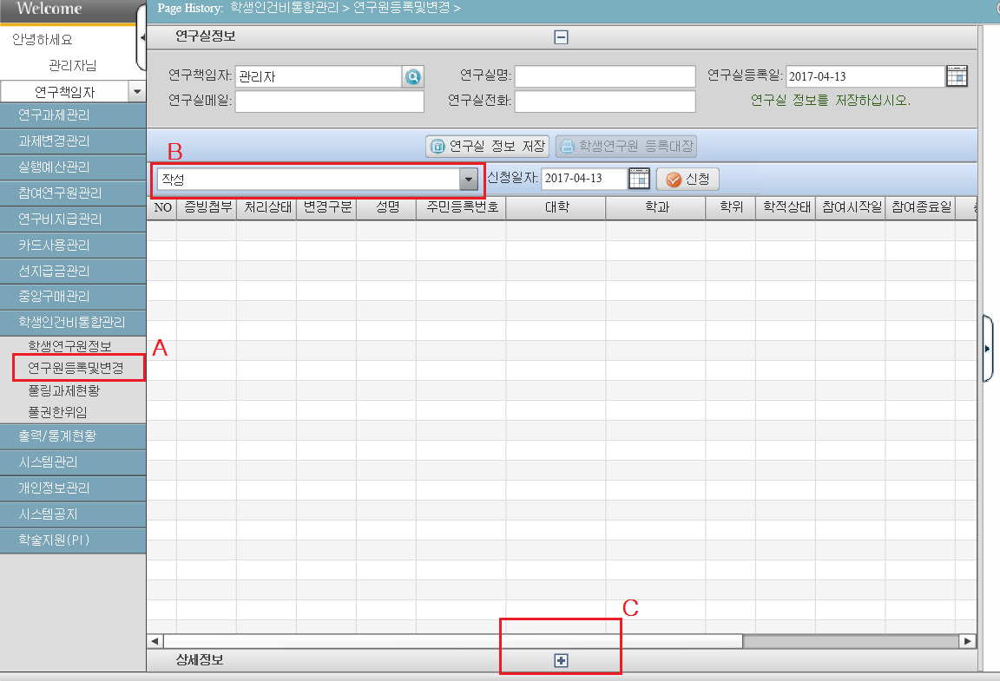 Welcome
Page History: 학생인건비통합관리 > 연구원등록및변경 >
안녕하세요
관리자님
연구책임자
연구과제관리
과제변경관리
실행예산관리
참여연구원관리
연구비지급관리
카드사용관리
선지급금관리
중앙구매관리
학생인건비통합관리
학생연구원정보
연구원등록및변경
A
풀링과제현황
풀권한위임
출력/통계현황
시스템관리
개인정보관리
시스템공지
학술지원(PI)
연구실정보
연구책임자: 관리자 연구실명: 연구실등록일: 2017-04-13
연구실메일: 연구실전화: 연구실 정보를 저장하십시오.
연구실 정보 저장 학생연구원 등록대장
B
작성 신청일자: 2017-04-13 신청
NO 증빙첨부 처리상태 변경구분 성명 주민등록번호 대학 학과 학위 학적상태 참여시작일 참여종료일
C
상세정보